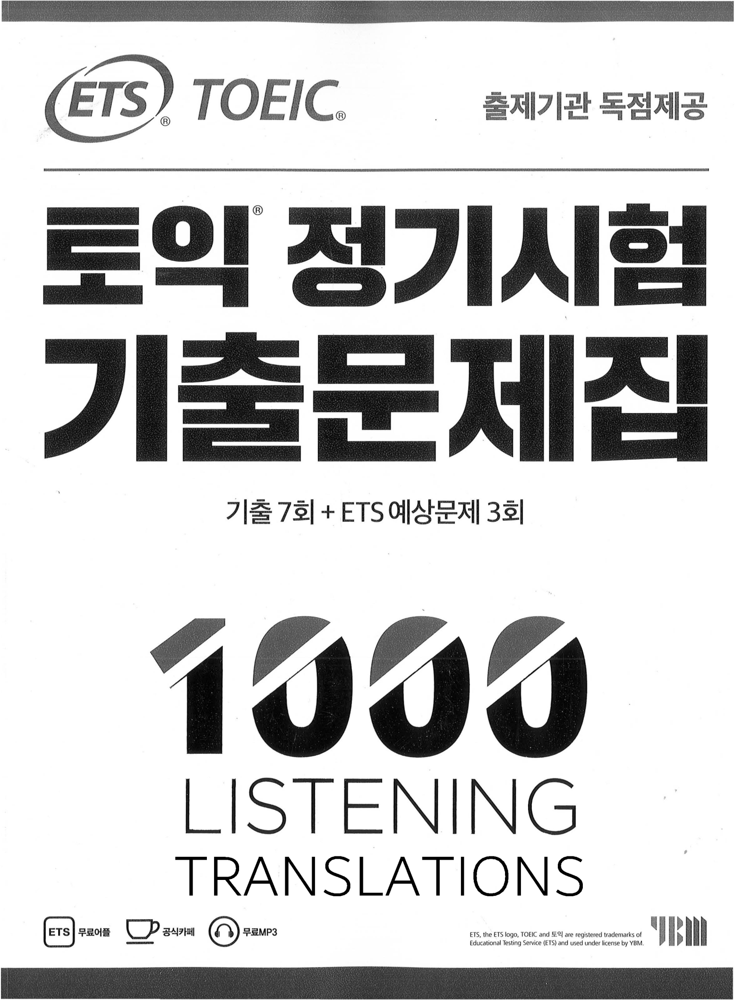 ETS® TOEIC®
출제기관 독점제공
토익® 정기시험
기출문제집
기출 7회 + ETS 예상문제 3회
1000
LISTENING
TRANSLATIONS
ETS 무료어플 공식카페 무료MP3
ETS, the ETS logo, TOEIC and 토익 are registered trademarks of
Educational Testing Service (ETS) and used under license by YBM.
YBM